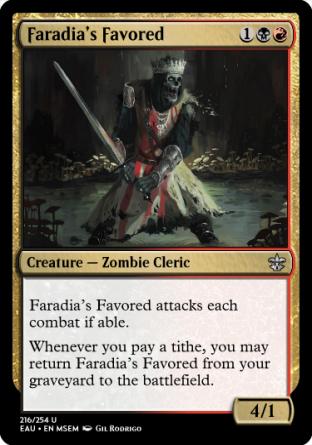 Faradia's Favored 1
Creature — Zombie Cleric
Faradia's Favored attacks each
combat if able.
Whenever you pay a tithe, you may
return Faradia's Favored from your
graveyard to the battlefield.
4/1
216/254 U
EAU • EN MSEM Gil Rodrigo